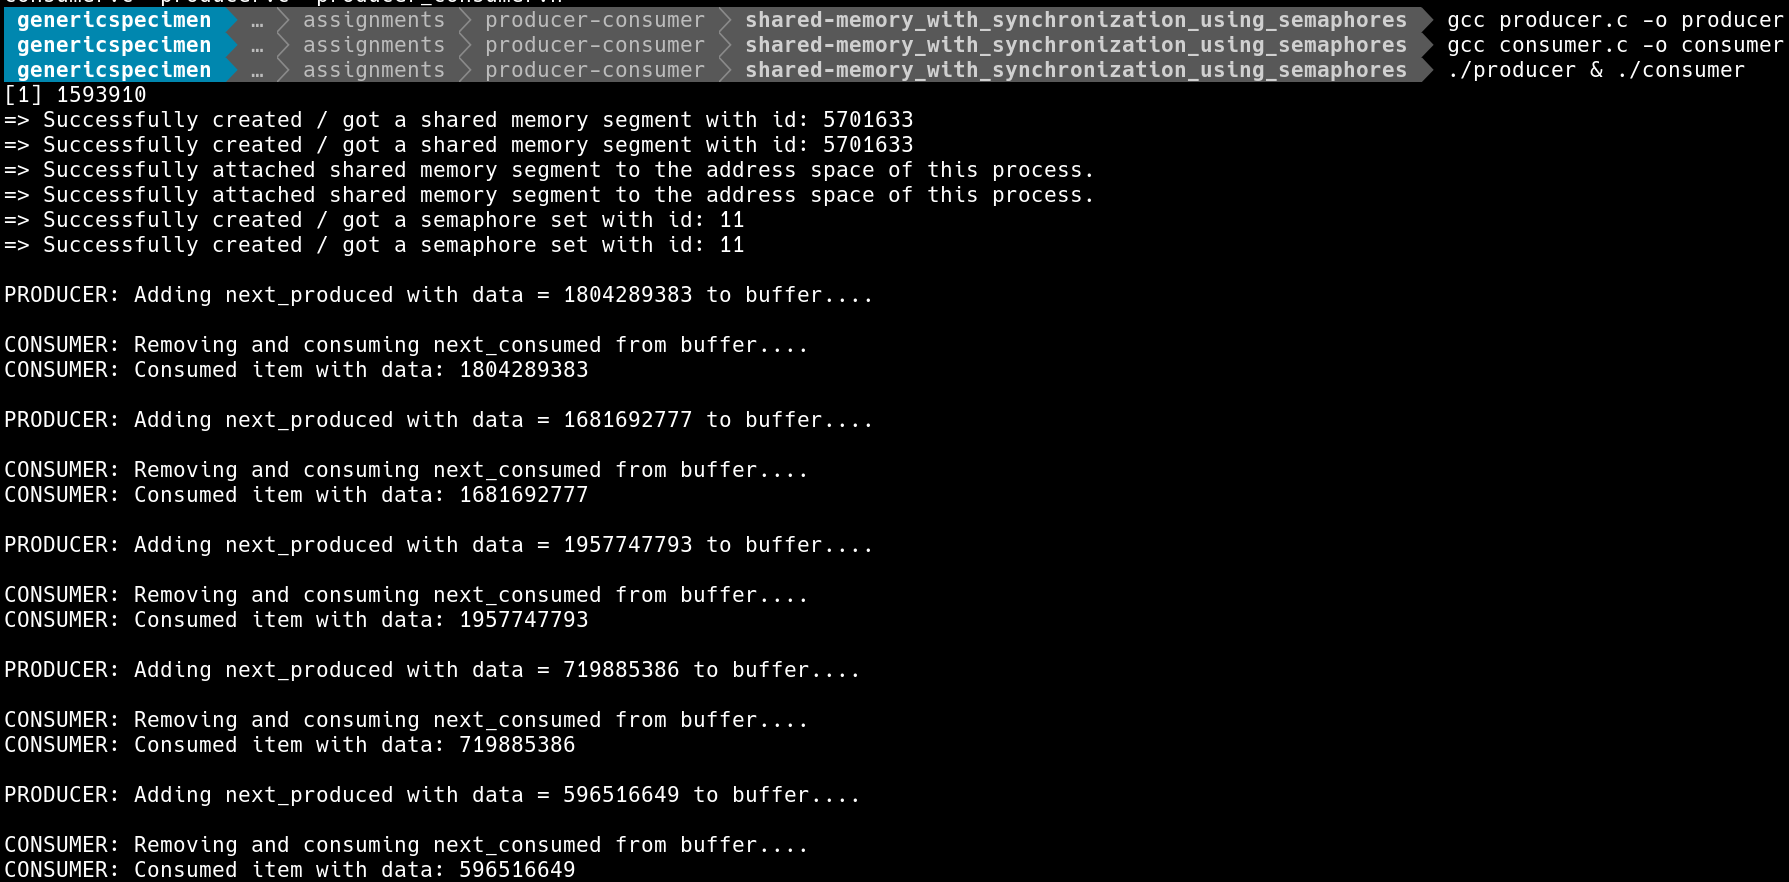 genericspecimen … assignments producer-consumer shared-memory_with_synchronization_using_semaphores gcc producer.c -o producer
genericspecimen … assignments producer-consumer shared-memory_with_synchronization_using_semaphores gcc consumer.c -o consumer
genericspecimen … assignments producer-consumer shared-memory_with_synchronization_using_semaphores ./producer & ./consumer
[1] 1593910
=> Successfully created / got a shared memory segment with id: 5701633
=> Successfully created / got a shared memory segment with id: 5701633
=> Successfully attached shared memory segment to the address space of this process.
=> Successfully attached shared memory segment to the address space of this process.
=> Successfully created / got a semaphore set with id: 11
=> Successfully created / got a semaphore set with id: 11
PRODUCER: Adding next_produced with data = 1804289383 to buffer....
CONSUMER: Removing and consuming next_consumed from buffer....
CONSUMER: Consumed item with data: 1804289383
PRODUCER: Adding next_produced with data = 1681692777 to buffer....
CONSUMER: Removing and consuming next_consumed from buffer....
CONSUMER: Consumed item with data: 1681692777
PRODUCER: Adding next_produced with data = 1957747793 to buffer....
CONSUMER: Removing and consuming next_consumed from buffer....
CONSUMER: Consumed item with data: 1957747793
PRODUCER: Adding next_produced with data = 719885386 to buffer....
CONSUMER: Removing and consuming next_consumed from buffer....
CONSUMER: Consumed item with data: 719885386
PRODUCER: Adding next_produced with data = 596516649 to buffer....
CONSUMER: Removing and consuming next_consumed from buffer....
CONSUMER: Consumed item with data: 596516649